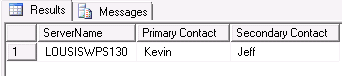 Results Messages
ServerName Primary Contact Secondary Contact
1 LOUSISWPS130 Kevin Jeff